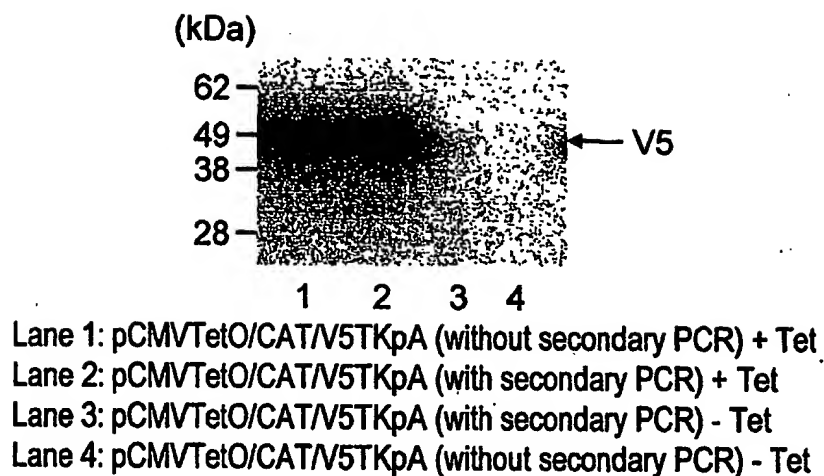 (kDa)
62
49
38
28
V5
1 2 3 4
Lane 1: pCMVTetO/CAT/V5TKpA (without secondary PCR) + Tet
Lane 2: pCMVTetO/CAT/V5TKpA (with secondary PCR) + Tet
Lane 3: pCMVTetO/CAT/V5TKpA (with secondary PCR) - Tet
Lane 4: pCMVTetO/CAT/V5TKpA (without secondary PCR) - Tet